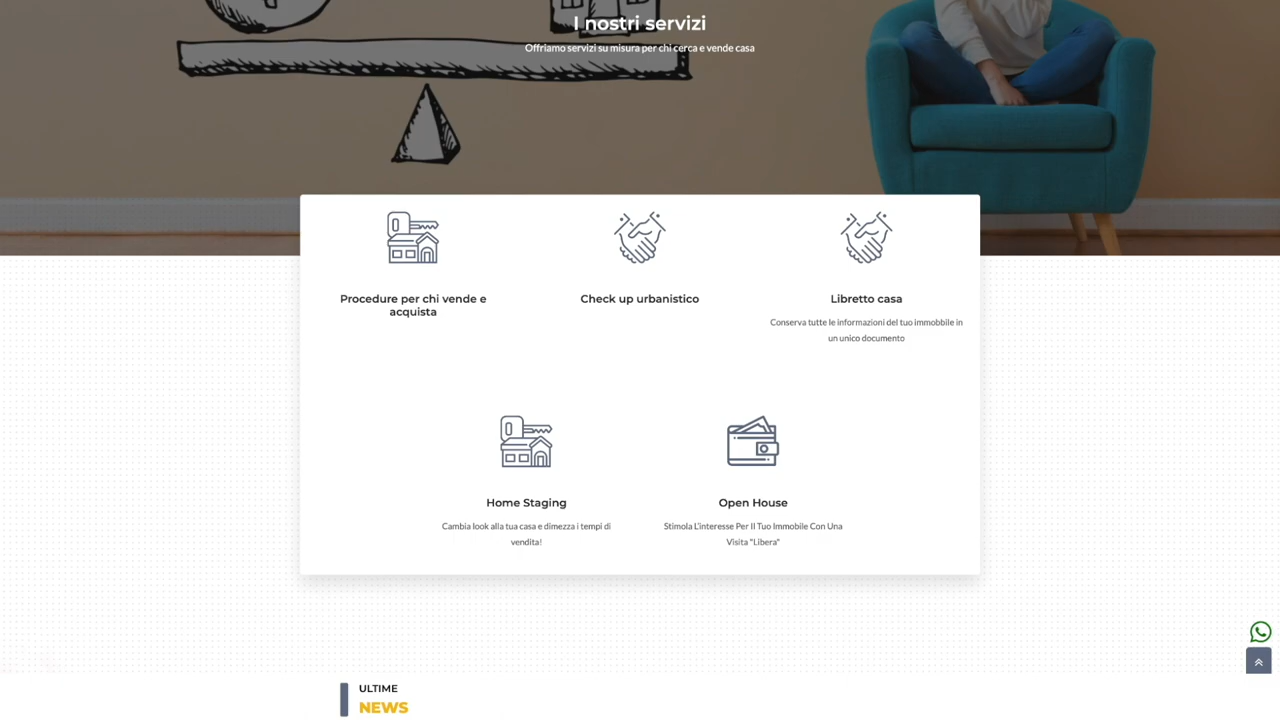 I nostri servizi
Offriamo servizi su misura per chi cerca e vende casa
Procedure per chi vende e
acquista
Check up urbanistico
Libretto casa
Conserva tutte le informazioni del tuo immobbile in
un unico documento
Home Staging
Cambia look alla tua casa e dimezza i tempi di
vendita!
Open House
Stimola L'interesse Per Il Tuo Immobile Con Una
Visita "Libera"
ULTIME
NEWS